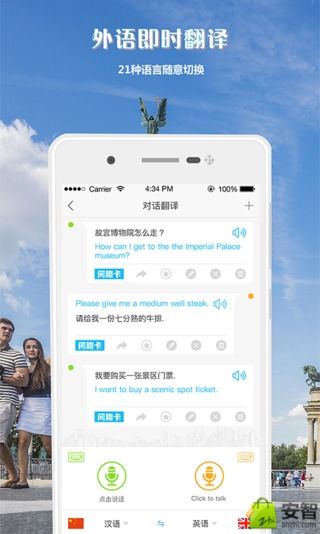 外语即时翻译
21种语言随意切换
Carrier 4:34 PM
对话翻译
故宫博物院怎么走？
How can I get to the the Imperial Palace
museum?
问路卡
Please give me a medium well steak.
请给我一份七分熟的牛排.
问路卡
我要购买一张景区门票.
I want to buy a scenic spot ticket.
问路卡
点击说话
Click to talk
汉语
英语
安智
anzhi.com